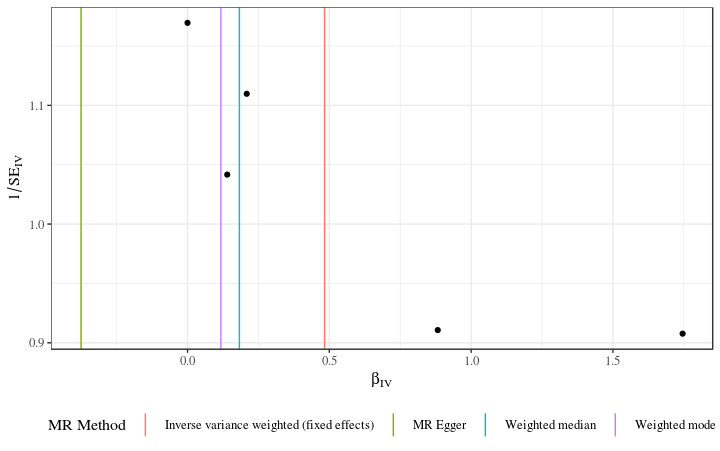 1.1
1.0
0.9
1/SE_IV
0.0 0.5 1.0 1.5
β_IV
MR Method Inverse variance weighted (fixed effects) MR Egger Weighted median Weighted mode